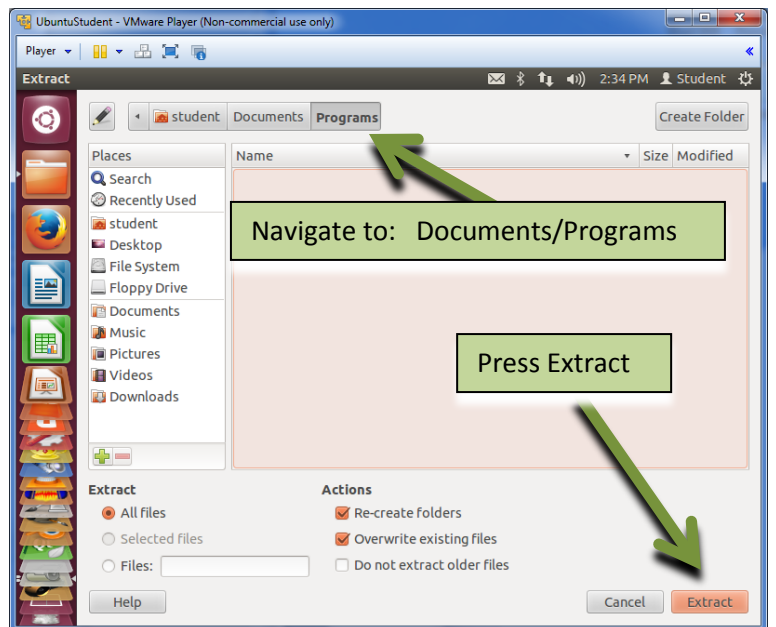 UbuntuStudent - VMware Player (Non-commercial use only)
Player
Extract 2:34 PM Student
student Documents Programs Create Folder
Places Name Size Modified
Search
Recently Used
student
Desktop
File System
Floppy Drive
Documents
Music
Pictures
Videos
Downloads
Navigate to: Documents/Programs
Press Extract
Extract Actions
All files Re-create folders
Selected files Overwrite existing files
Files: Do not extract older files
Help Cancel Extract